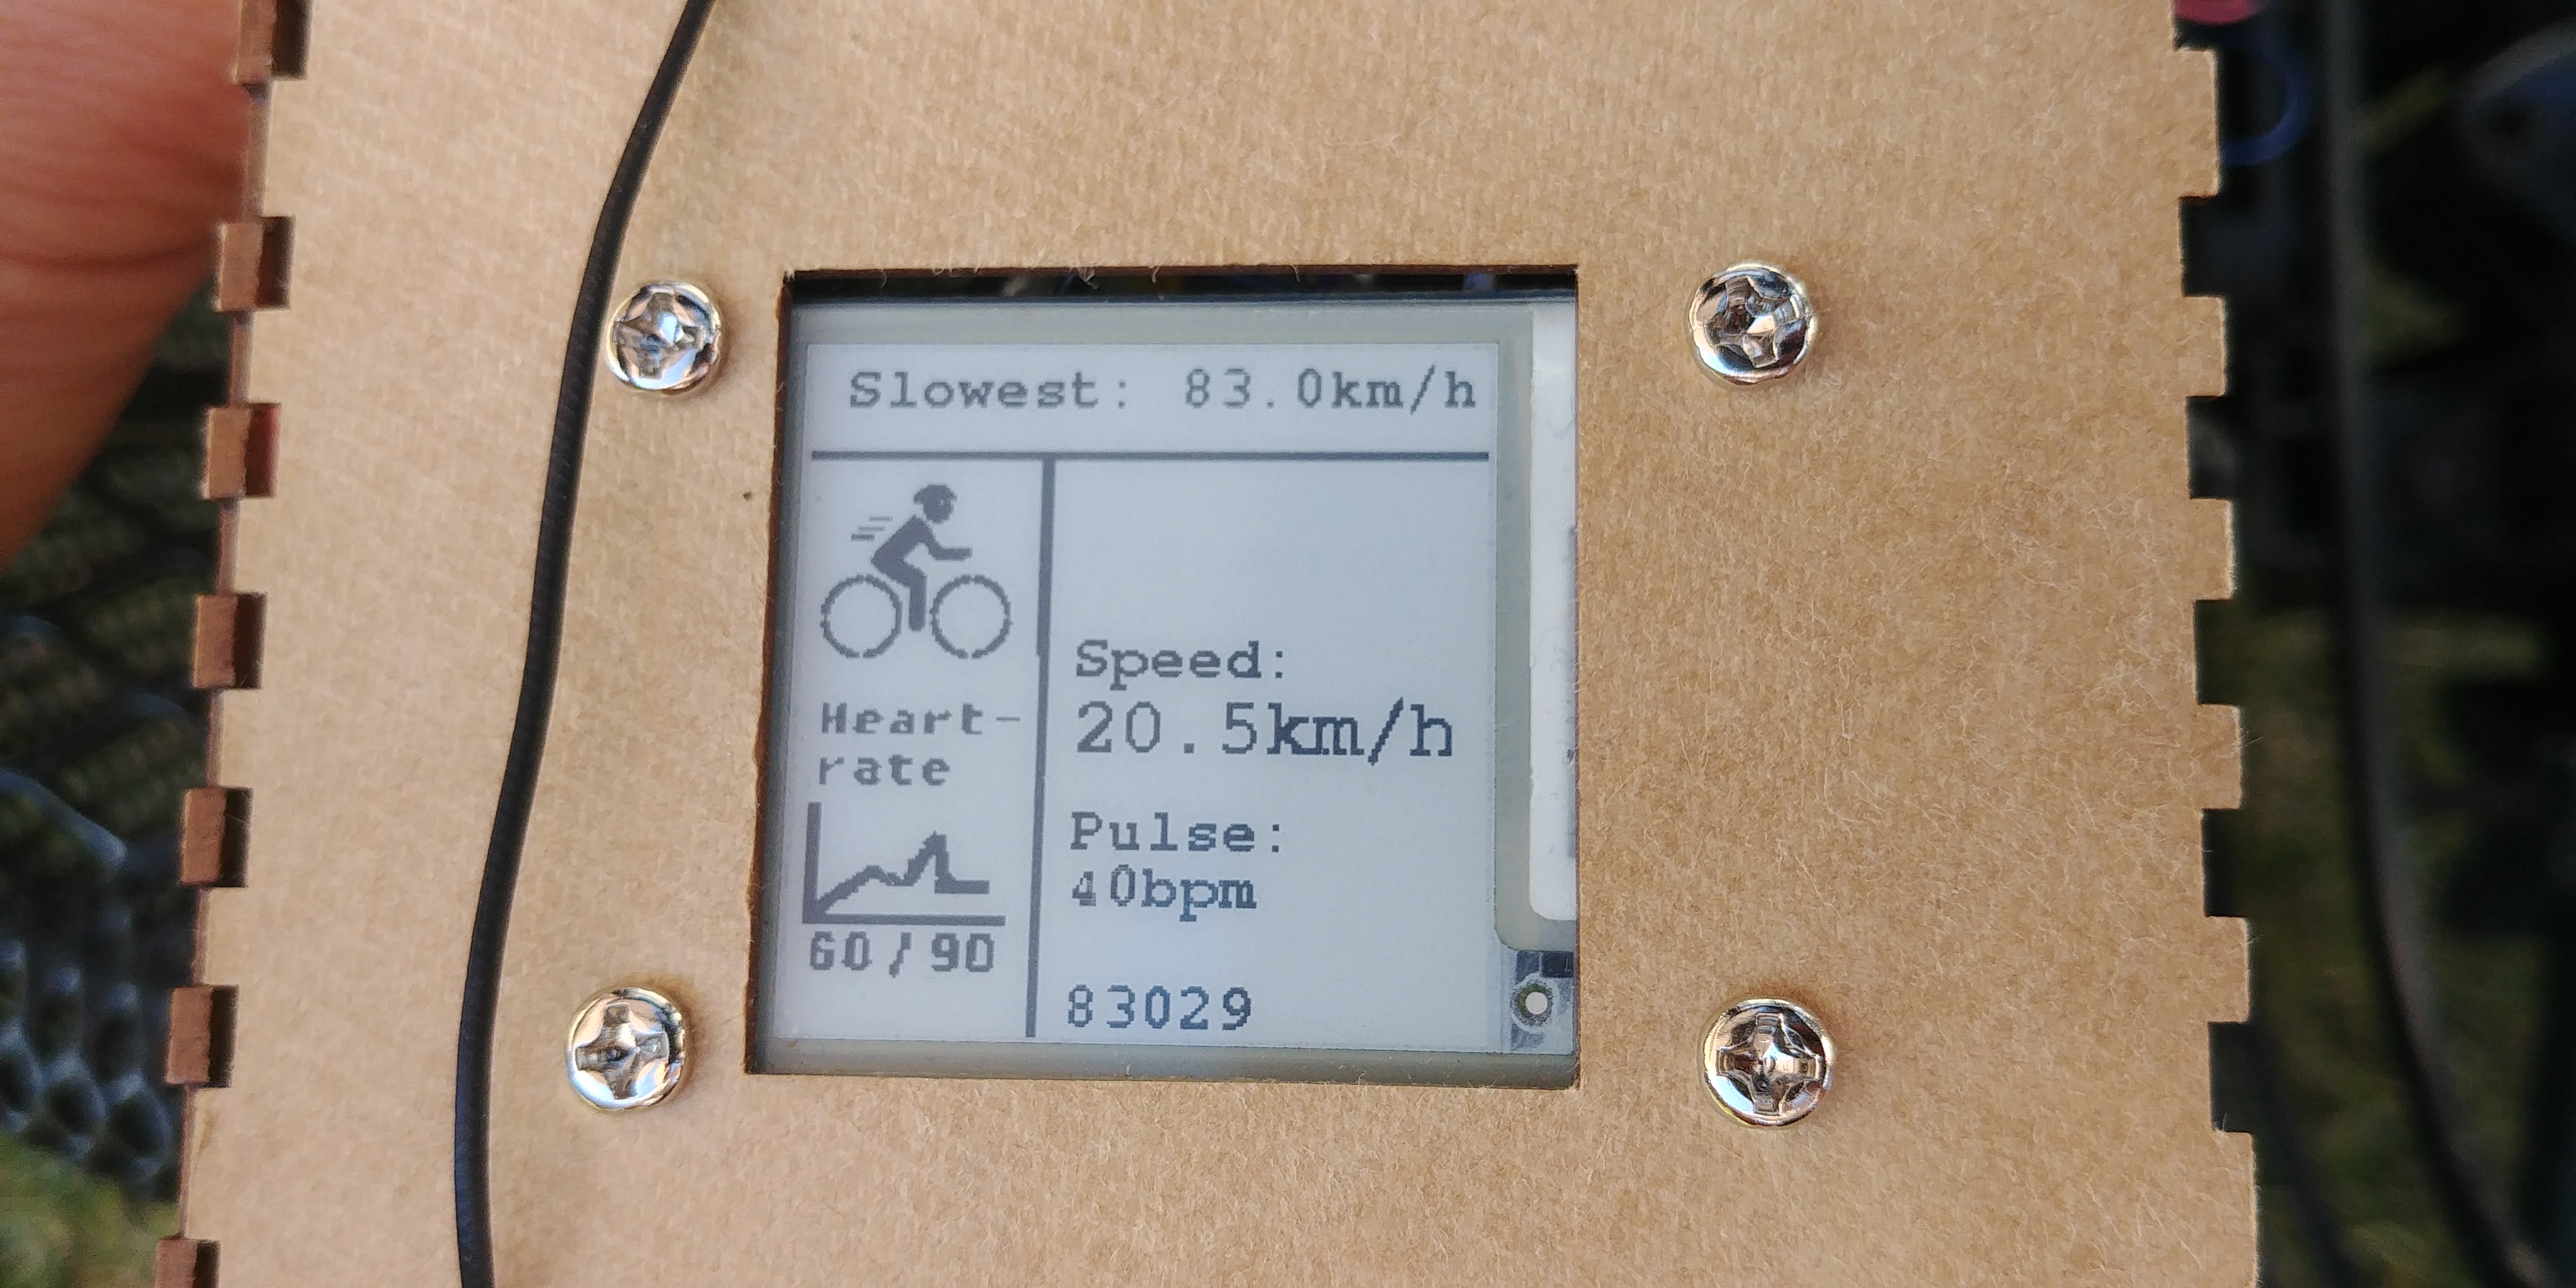 Slowest: 83.0km/h
Heart-
rate
60/90
Speed:
20.5km/h
Pulse:
40bpm
83029